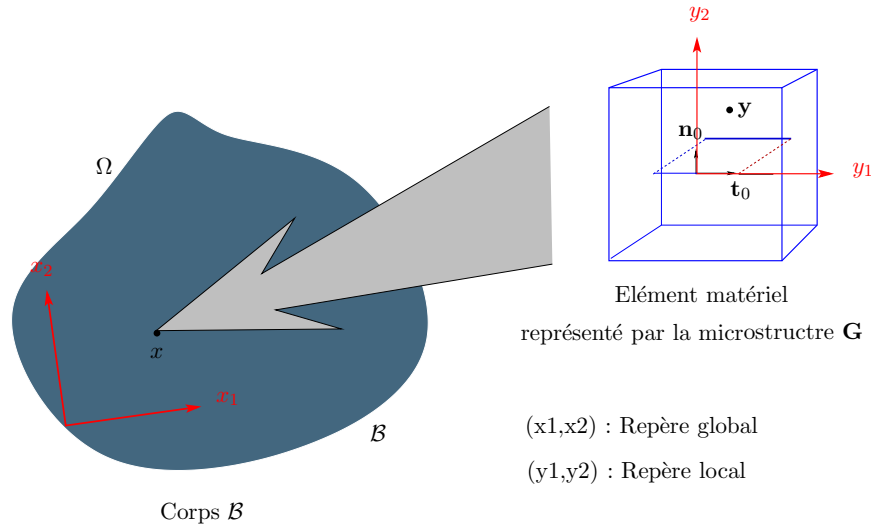 y₂
y
n₀
y₁
t₀
Ω
x₂
x
x₁
ℬ
Corps ℬ
Elément matériel
représenté par la microstructre G
(x1,x2) : Repère global
(y1,y2) : Repère local